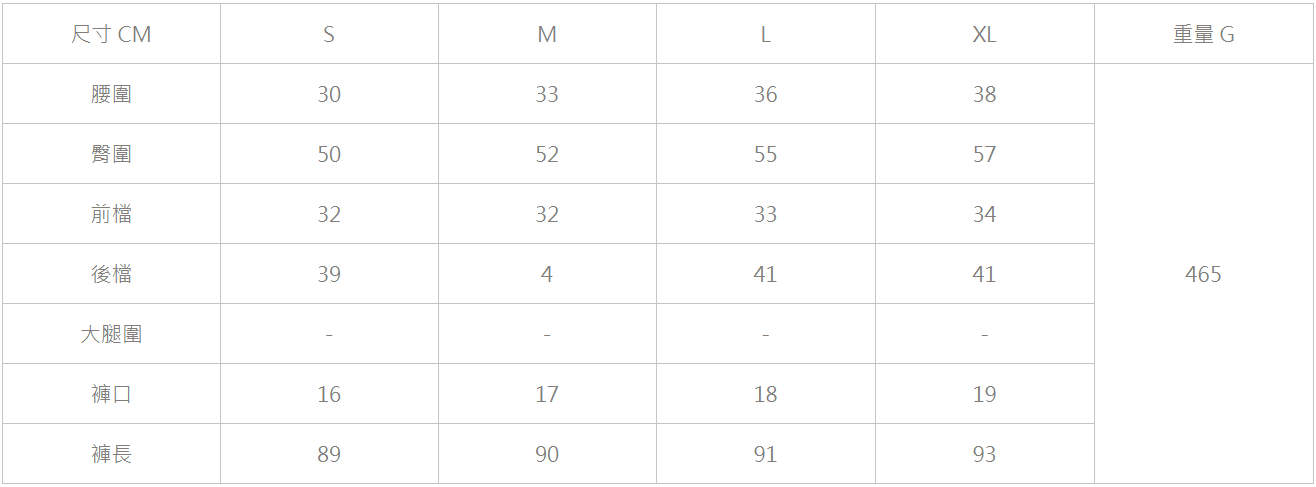 尺寸 CM S M L XL 重量 G
腰圍 30 33 36 38
臀圍 50 52 55 57
前檔 32 32 33 34
後檔 39 4 41 41 465
大腿圍 - - - -
褲口 16 17 18 19
褲長 89 90 91 93